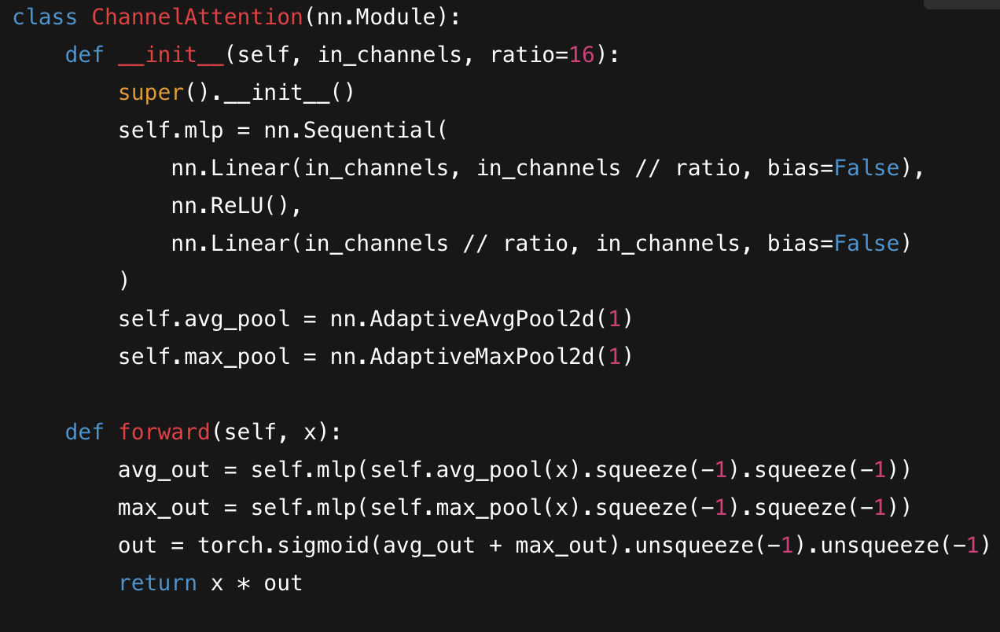 class ChannelAttention(nn.Module):
    def __init__(self, in_channels, ratio=16):
        super().__init__()
        self.mlp = nn.Sequential(
            nn.Linear(in_channels, in_channels // ratio, bias=False),
            nn.ReLU(),
            nn.Linear(in_channels // ratio, in_channels, bias=False)
        )
        self.avg_pool = nn.AdaptiveAvgPool2d(1)
        self.max_pool = nn.AdaptiveMaxPool2d(1)

    def forward(self, x):
        avg_out = self.mlp(self.avg_pool(x).squeeze(-1).squeeze(-1))
        max_out = self.mlp(self.max_pool(x).squeeze(-1).squeeze(-1))
        out = torch.sigmoid(avg_out + max_out).unsqueeze(-1).unsqueeze(-1)
        return x * out